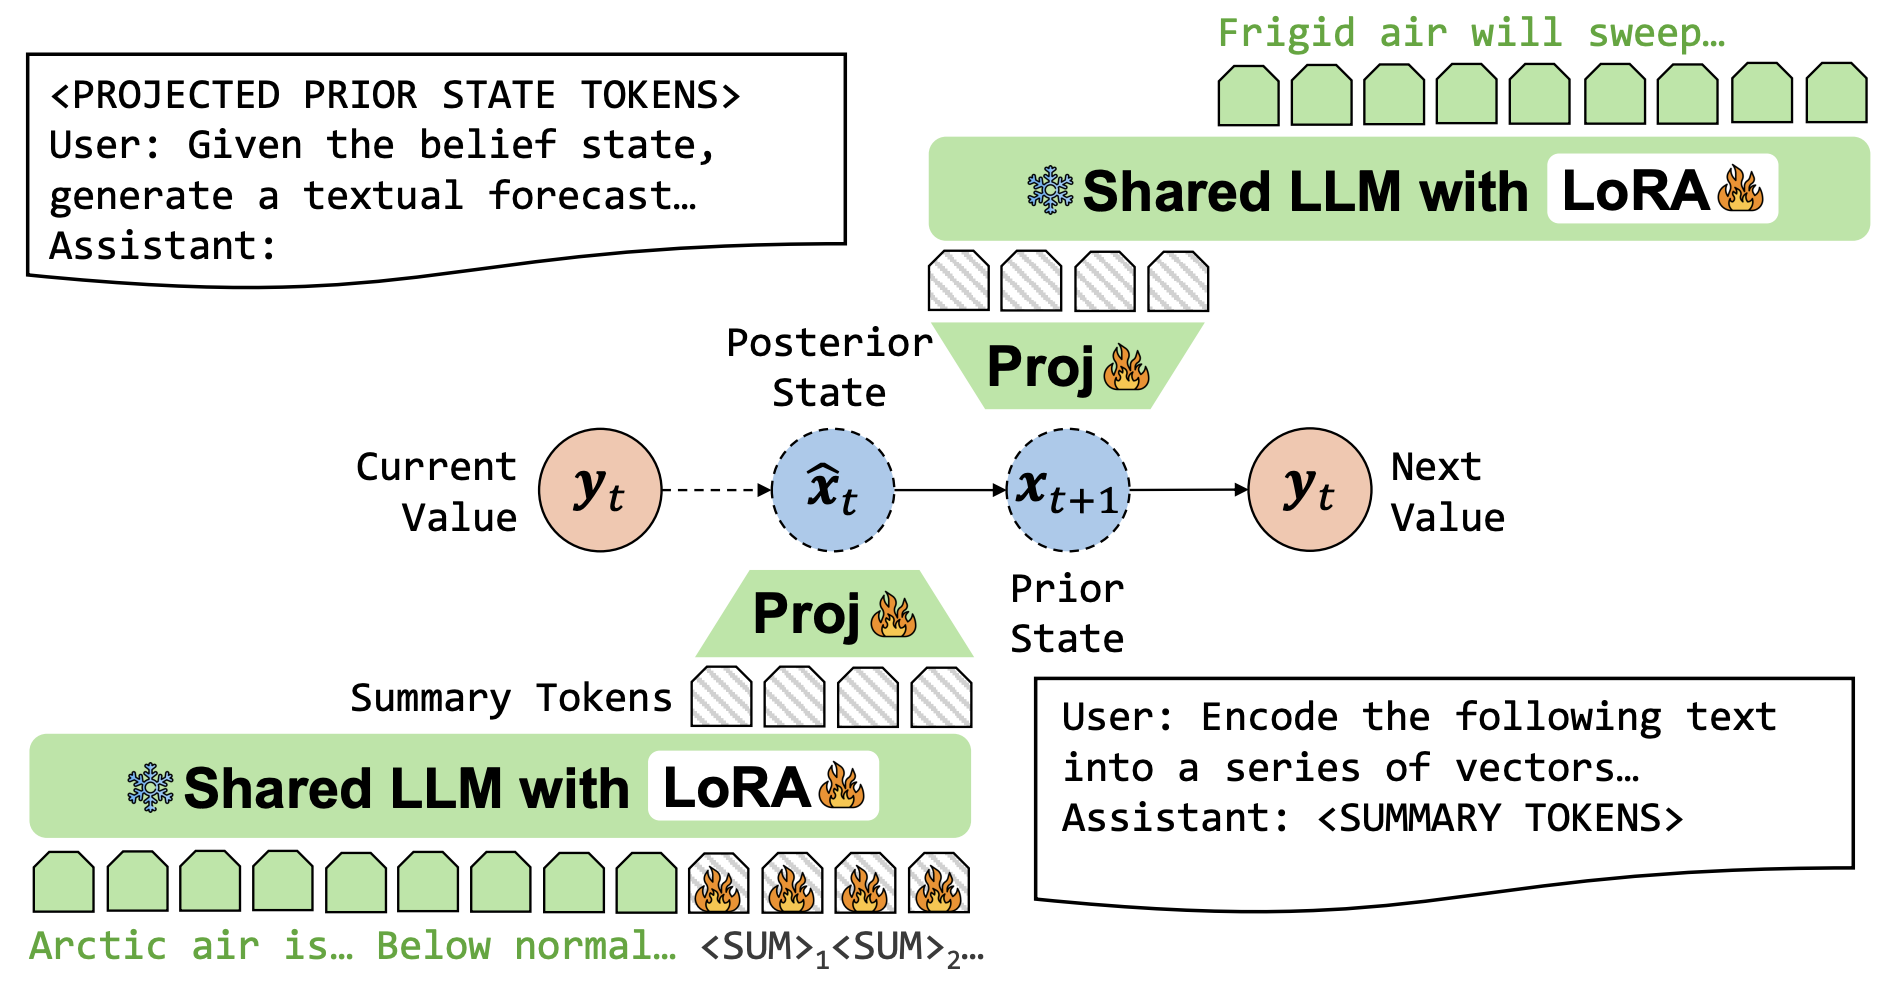 Frigid air will sweep…
<PROJECTED PRIOR STATE TOKENS>
User: Given the belief state,
generate a textual forecast…
Assistant:
Shared LLM with LoRA
Proj
Posterior
State
Current
Value
y_t
x̂_t
x_{t+1}
y_t
Next
Value
Prior
State
Proj
Summary Tokens
Shared LLM with LoRA
User: Encode the following text
into a series of vectors…
Assistant: <SUMMARY TOKENS>
Arctic air is… Below normal… <SUM>₁<SUM>₂…